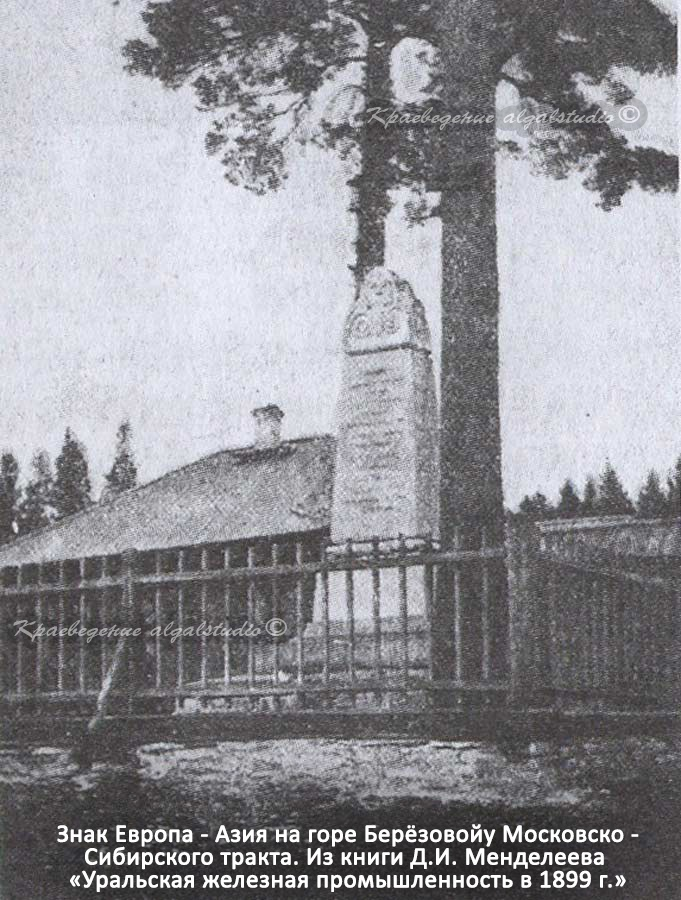 Краеведение algalstudio©
Краеведение algalstudio©
Знак Европа - Азия на горе Берёзовойу Московско -
Сибирского тракта. Из книги Д.И. Менделеева
«Уральская железная промышленность в 1899 г.»